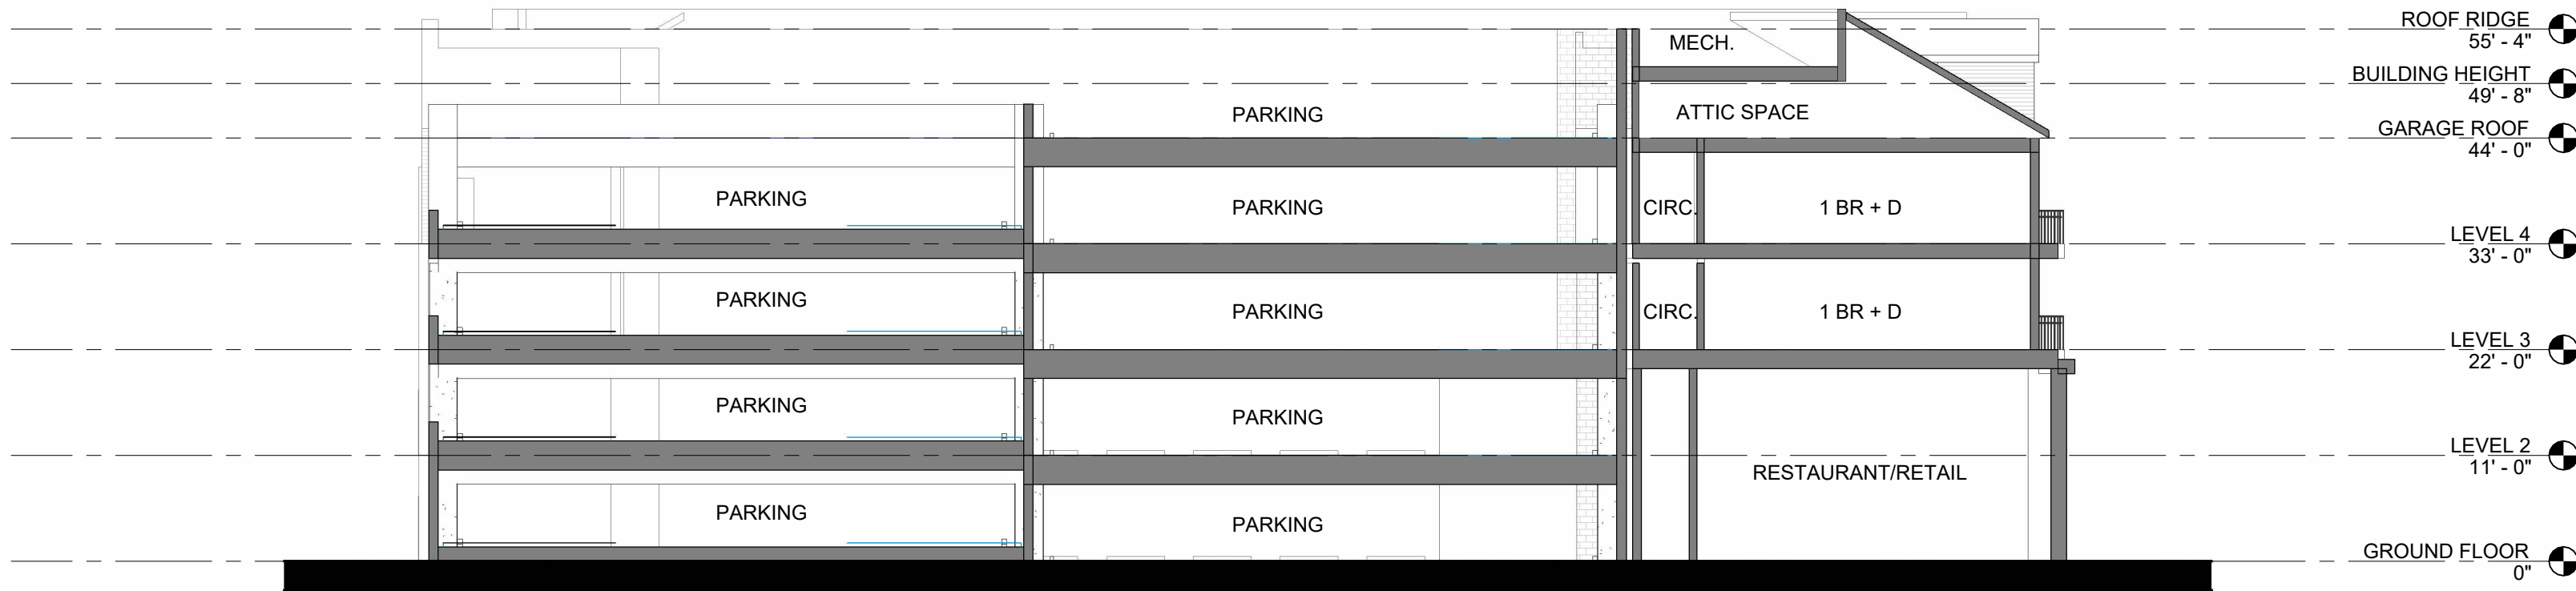 ROOF RIDGE
55' - 4"
MECH.
BUILDING HEIGHT
49' - 8"
PARKING
ATTIC SPACE
GARAGE ROOF
44' - 0"
PARKING
PARKING
CIRC.
1 BR + D
LEVEL 4
33' - 0"
PARKING
PARKING
CIRC.
1 BR + D
LEVEL 3
22' - 0"
PARKING
PARKING
LEVEL 2
11' - 0"
RESTAURANT/RETAIL
PARKING
PARKING
GROUND FLOOR
0"